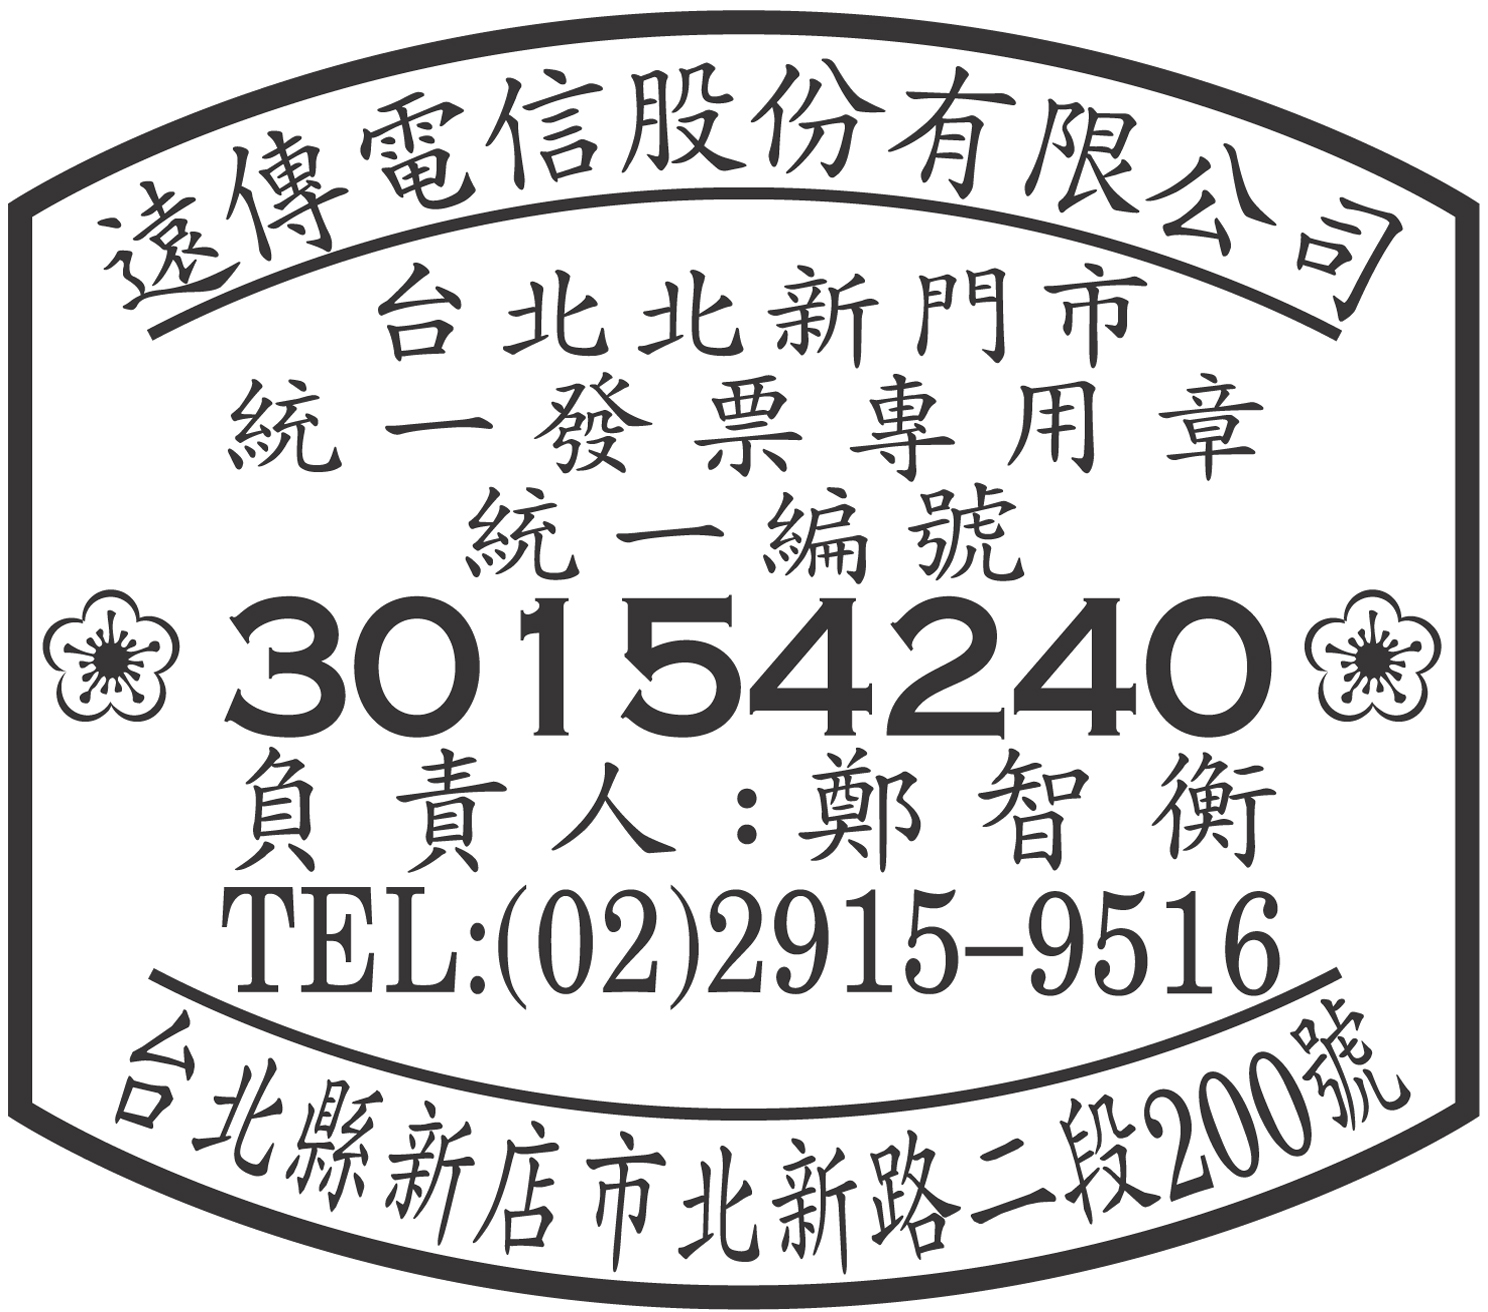 遠傳電信股份有限公司
台北北新門市
統一發票專用章
統一編號
30154240
負責人:鄭智衡
TEL:(02)2915-9516
台北縣新店市北新路二段200號